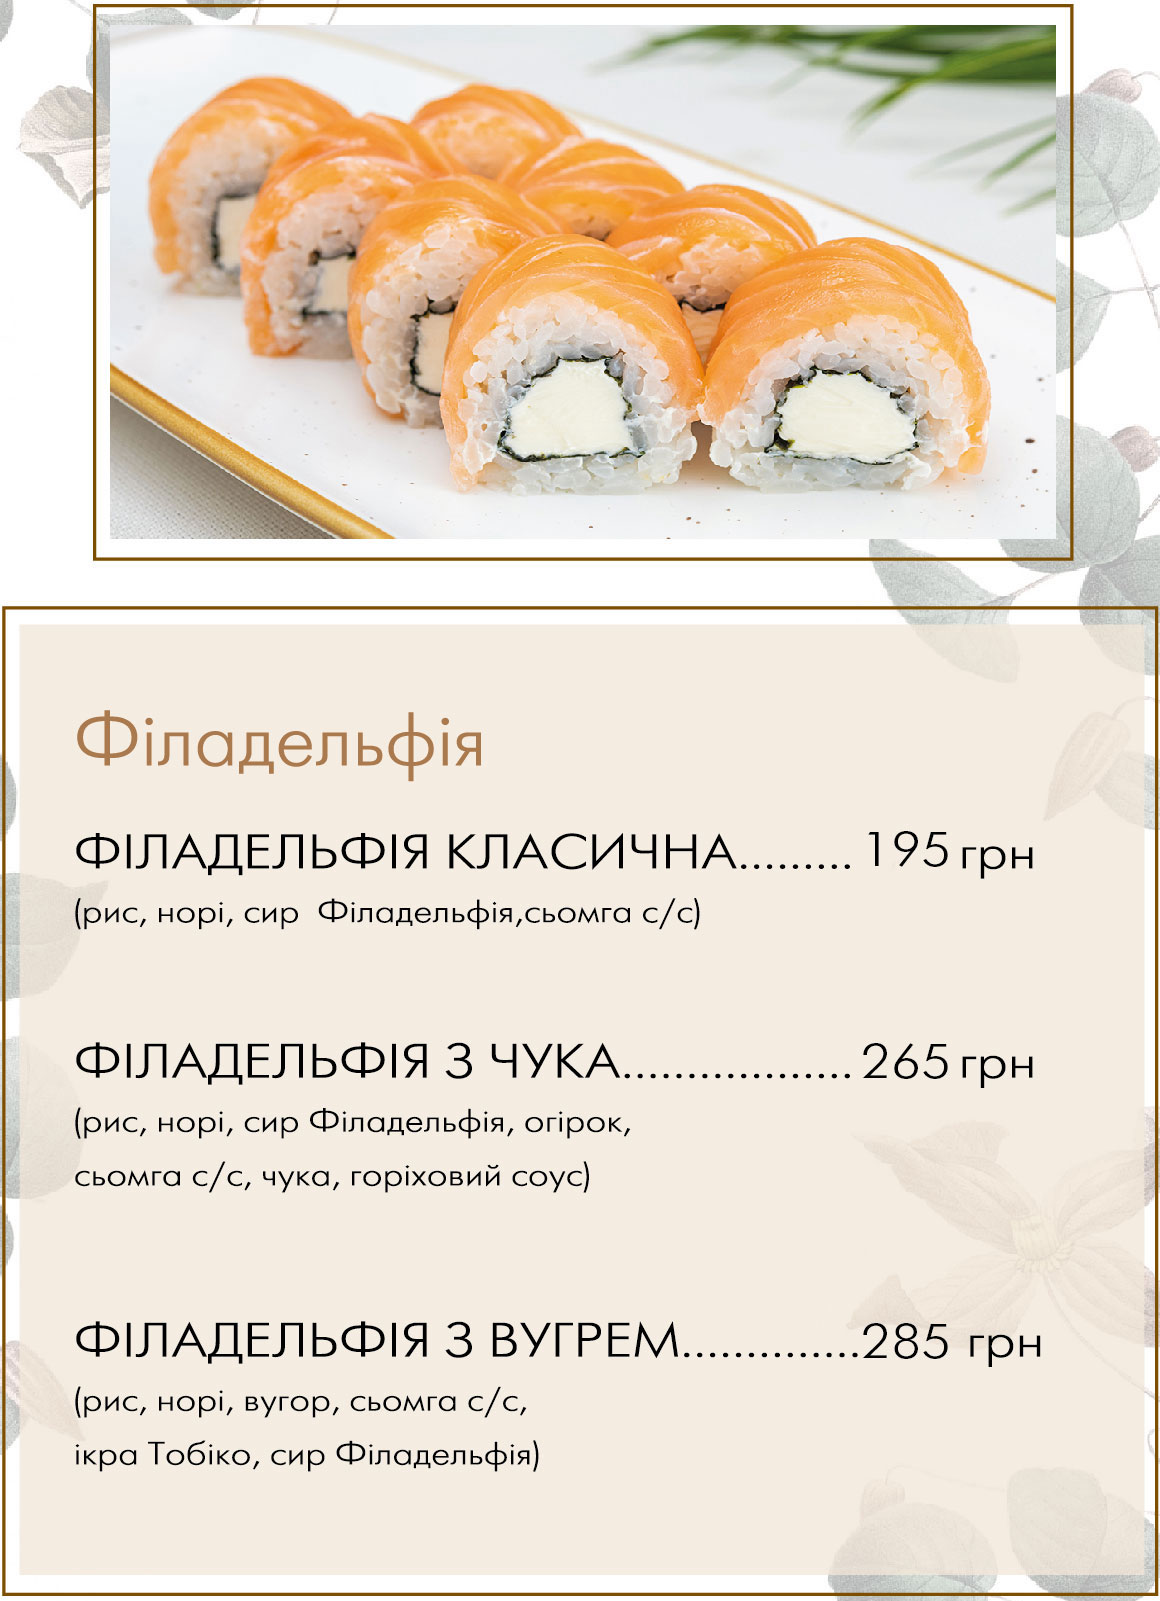 Філадельфія
ФІЛАДЕЛЬФІЯ КЛАСИЧНА......... 195 грн
(рис, норі, сир  Філадельфія,сьомга с/с)
ФІЛАДЕЛЬФІЯ З ЧУКА.................. 265 грн
(рис, норі, сир Філадельфія, огірок,
сьомга с/с, чука, горіховий соус)
ФІЛАДЕЛЬФІЯ З ВУГРЕМ..............285 грн
(рис, норі, вугор, сьомга с/с,
ікра Тобіко, сир Філадельфія)